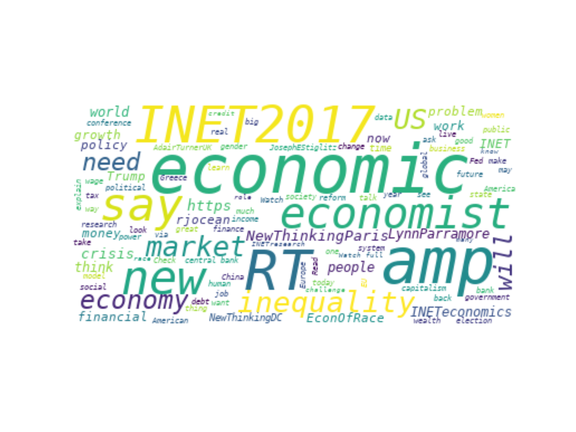 world INET2017 credit US problem women
conference real big work public
growth AdairTurnerUK gender JosephEStiglitz change now time data ask good INET
policy learn economic live business know
need Trump Greece global Fed make
explain wage political future may
tax say https role Watch society reform talk year see America
way rjocean much income economist state
research look great finance NewThinkingParis LynnParramore
money market INETresearch system Many will
take crisis race Check central bank RT Europe Read Watch full amp
think China people
model new human today one capitalism bank
social job challenge back government
economy debt want inequality wealth election
financial thing NewThinkingDC EconOfRace INETeconomics
American power via